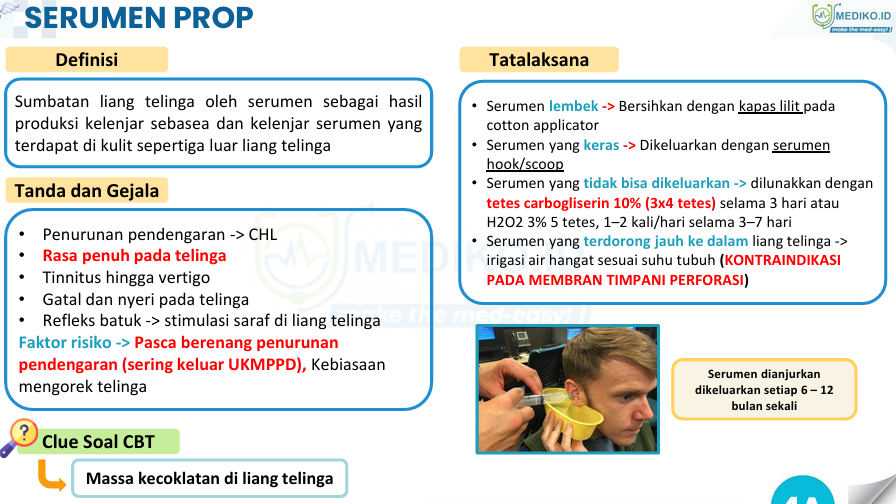 SERUMEN PROP
MEDIKO.ID
make the med-easy!
Definisi
Sumbatan liang telinga oleh serumen sebagai hasil
produksi kelenjar sebasea dan kelenjar serumen yang
terdapat di kulit sepertiga luar liang telinga
Tanda dan Gejala
• Penurunan pendengaran -> CHL
• Rasa penuh pada telinga
• Tinnitus hingga vertigo
• Gatal dan nyeri pada telinga
• Refleks batuk -> stimulasi saraf di liang telinga
Faktor risiko -> Pasca berenang penurunan
pendengaran (sering keluar UKMPPD), Kebiasaan
mengorek telinga
Clue Soal CBT
Massa kecoklatan di liang telinga
Tatalaksana
• Serumen lembek -> Bersihkan dengan kapas lilit pada
cotton applicator
• Serumen yang keras -> Dikeluarkan dengan serumen
hook/scoop
• Serumen yang tidak bisa dikeluarkan -> dilunakkan dengan
tetes carbogliserin 10% (3x4 tetes) selama 3 hari atau
H2O2 3% 5 tetes, 1–2 kali/hari selama 3–7 hari
• Serumen yang terdorong jauh ke dalam liang telinga ->
irigasi air hangat sesuai suhu tubuh (KONTRAINDIKASI
PADA MEMBRAN TIMPANI PERFORASI)
Serumen dianjurkan
dikeluarkan setiap 6 – 12
bulan sekali
MEDIKO.ID
make the med-easy!
4A